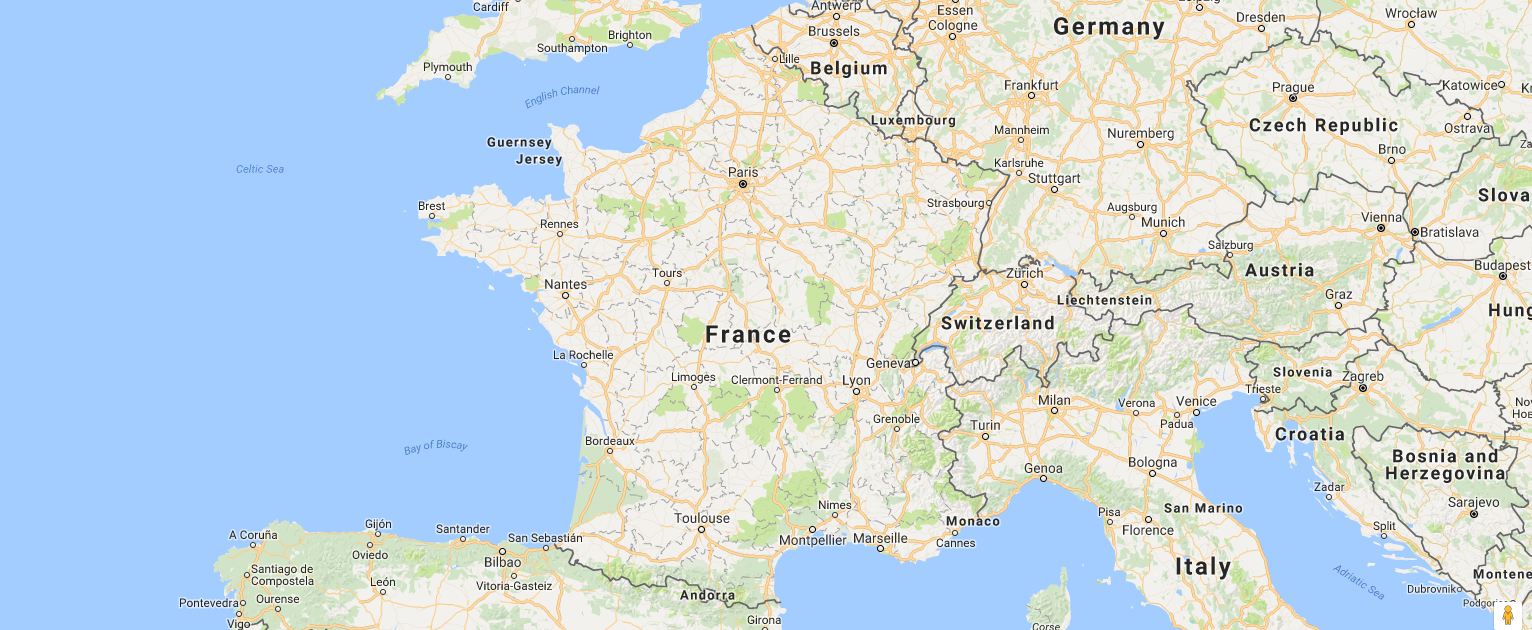 Cardiff
Antwerp
Essen
Dresden
Wrocław
Germany
Cologne
Brighton
Brussels
Southampton
Lille
Belgium
Plymouth
Frankfurt
Prague
Katowice
English Channel
Luxembourg
Mannheim
Nuremberg
Czech Republic
Ostrava
Guernsey
Jersey
Brno
Karlsruhe
Celtic Sea
Paris
Stuttgart
Slova
Strasbourg
Brest
Augsburg
Munich
Vienna
Rennes
Bratislava
Salzburg
Budapest
Tours
Zürich
Austria
Nantes
Liechtenstein
Graz
Hung
France
Switzerland
La Rochelle
Geneva
Slovenia
Limoges
Clermont-Ferrand
Lyon
Zagreb
Trieste
Milan
Verona
Venice
Grenoble
Padua
Turin
Croatia
Bordeaux
Bay of Biscay
Bosnia and
Herzegovina
Bologna
Genoa
Zadar
Nimes
Pisa
San Marino
Sarajevo
Toulouse
Monaco
Florence
Split
Gijón
Santander
San Sebastián
Montpellier
Marseille
Cannes
A Coruña
Oviedo
Bilbao
Italy
Santiago de
Compostela
León
Vitoria-Gasteiz
Adriatic Sea
Montene
Dubrovnik
Andorra
Ourense
Pontevedra
Girona
Vigo
Corse